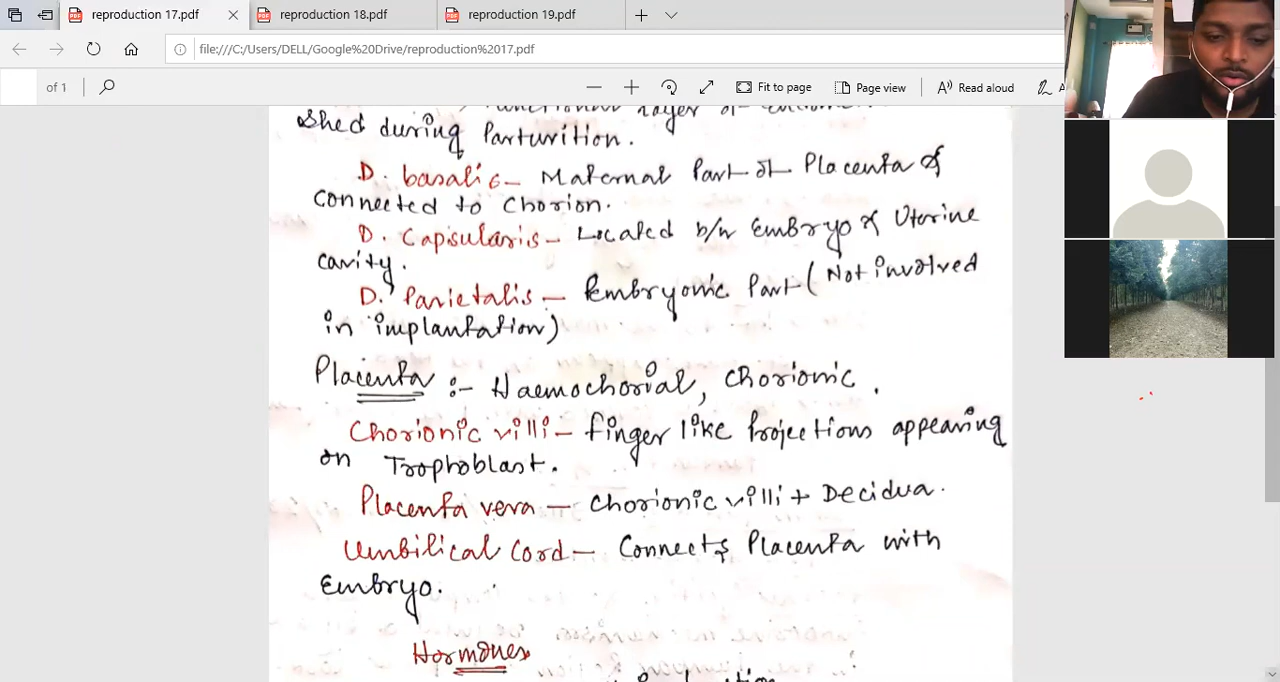 reproduction 17.pdf
reproduction 18.pdf
reproduction 19.pdf
file:///C:/Users/DELL/Google%20Drive/reproduction%2017.pdf
of 1
Fit to page
Page view
Read aloud
layer of
shed during Parturition.
D. basalis - Maternal Part of Placenta &
connected to Chorion.
D. Capsularis - Located b/w Embryo & Uterine
cavity.
D. Parietalis - Embryonic Part (Not involved
in implantation)
Placenta :- Haemochorial, Chorionic.
Chorionic villi - finger like Projections appearing
on Trophoblast.
Placenta vera - Chorionic villi + Decidua.
Umbilical Cord - Connects Placenta with
Embryo.
Hormones